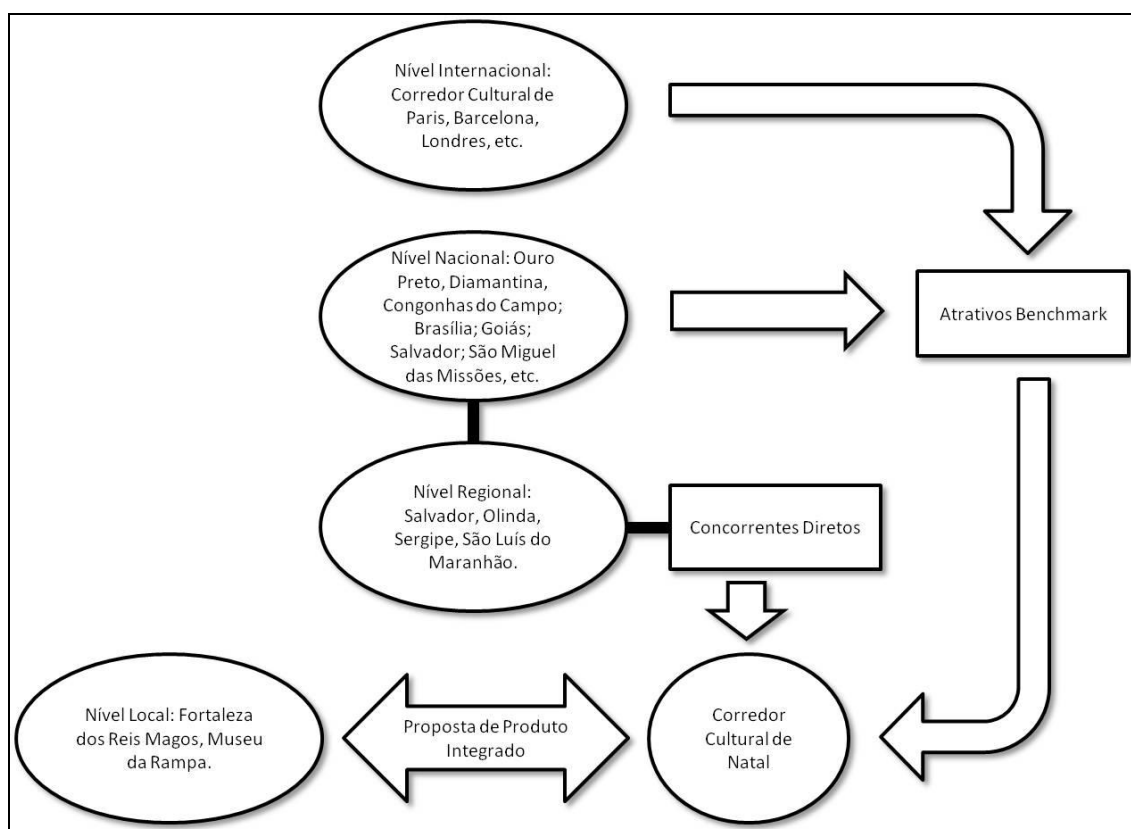 Nível Internacional:
Corredor Cultural de
Paris, Barcelona,
Londres, etc.
Nível Nacional: Ouro
Preto, Diamantina,
Congonhas do Campo;
Brasília; Goiás;
Salvador; São Miguel
das Missões, etc.
Atrativos Benchmark
Nível Regional:
Salvador, Olinda,
Sergipe, São Luís do
Maranhão.
Concorrentes Diretos
Nível Local: Fortaleza
dos Reis Magos, Museu
da Rampa.
Proposta de Produto
Integrado
Corredor
Cultural de
Natal